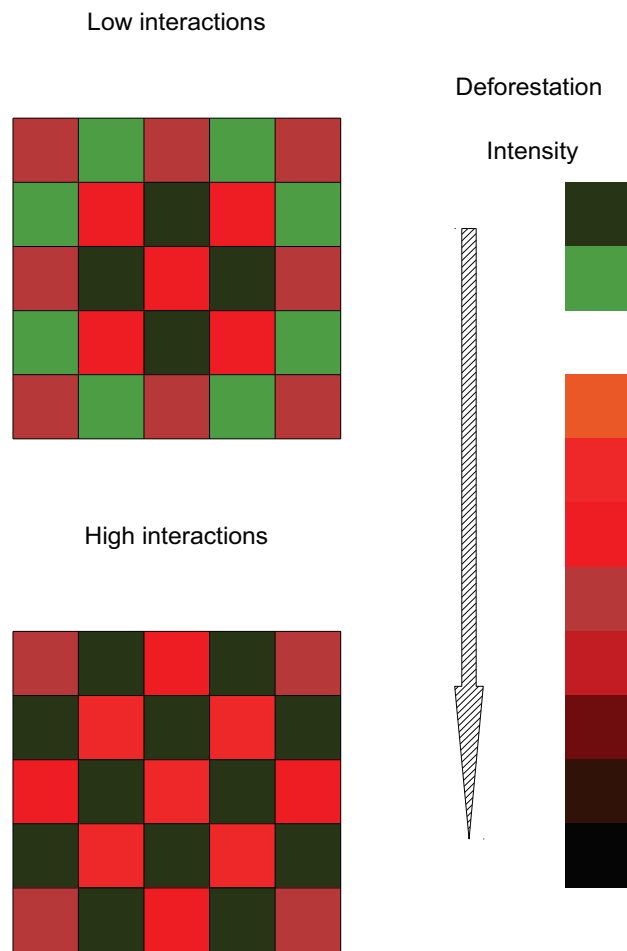 Low interactions
Deforestation
Intensity
High interactions